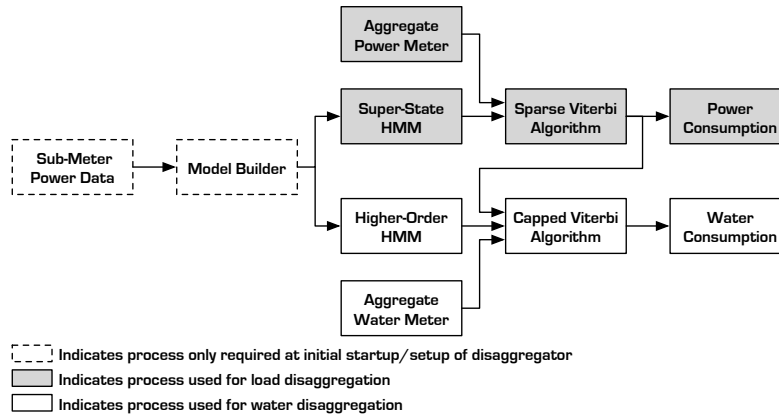 Aggregate
Power Meter
Super-State
HMM
Sparse Viterbi
Algorithm
Power
Consumption
Sub-Meter
Power Data
Model Builder
Higher-Order
HMM
Capped Viterbi
Algorithm
Water
Consumption
Aggregate
Water Meter
Indicates process only required at initial startup/setup of disaggregator
Indicates process used for load disaggregation
Indicates process used for water disaggregation